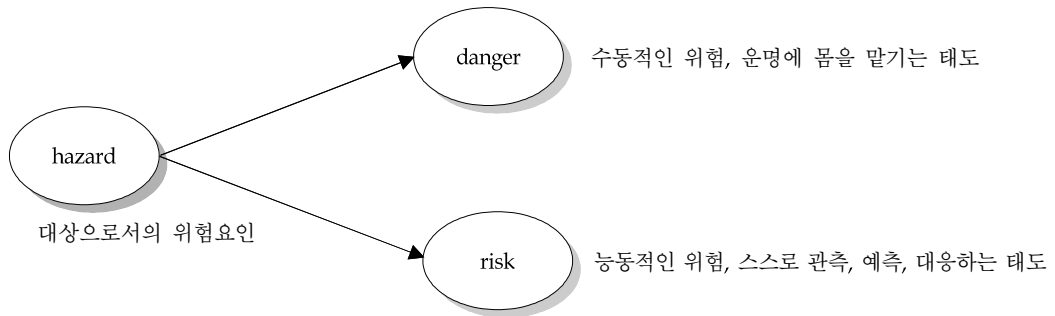 danger
수동적인 위험, 운명에 몸을 맡기는 태도
hazard
대상으로서의 위험요인
risk
능동적인 위험, 스스로 관측, 예측, 대응하는 태도